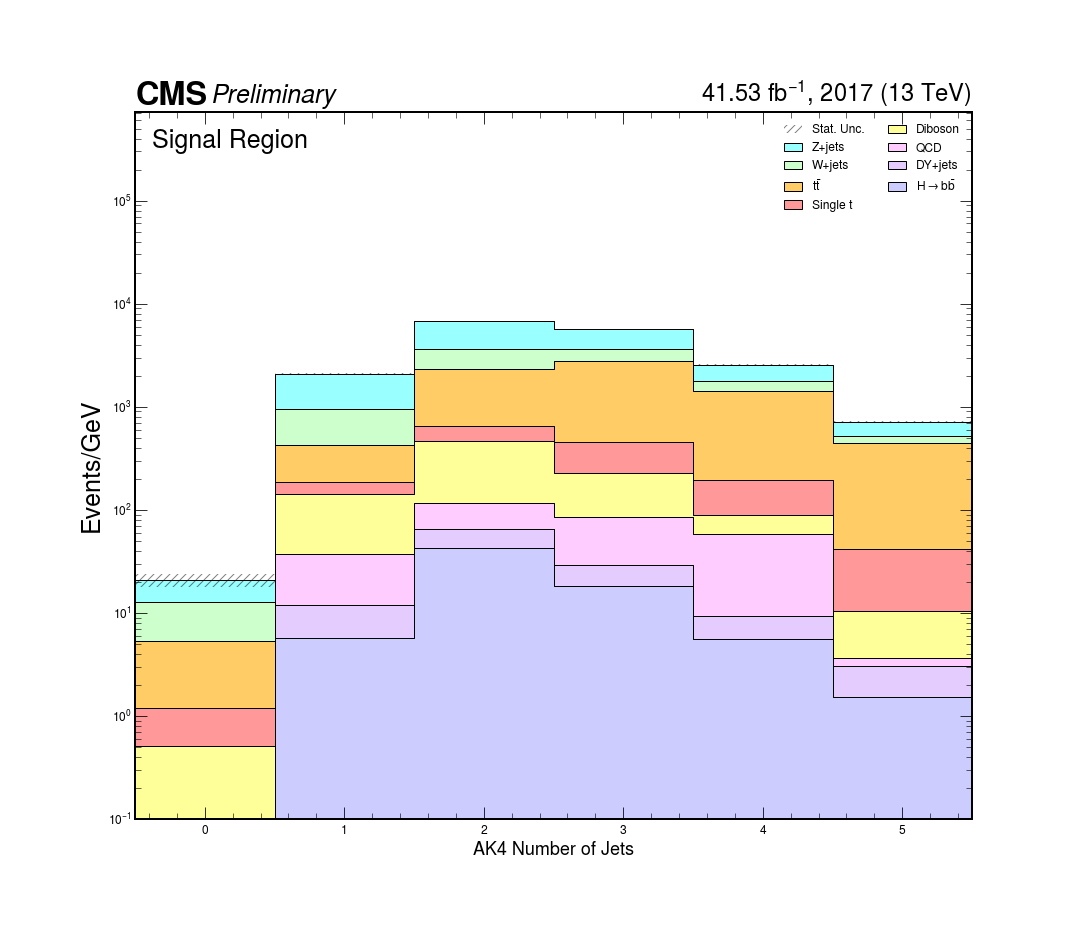 CMS Preliminary
41.53 fb⁻¹, 2017 (13 TeV)
Signal Region
Stat. Unc.
Z+jets
W+jets
tt̄
Single t
Diboson
QCD
DY+jets
H→bb̄
Events/GeV
10⁵
10⁴
10³
10²
10¹
10⁰
10⁻¹
0 1 2 3 4 5
AK4 Number of Jets